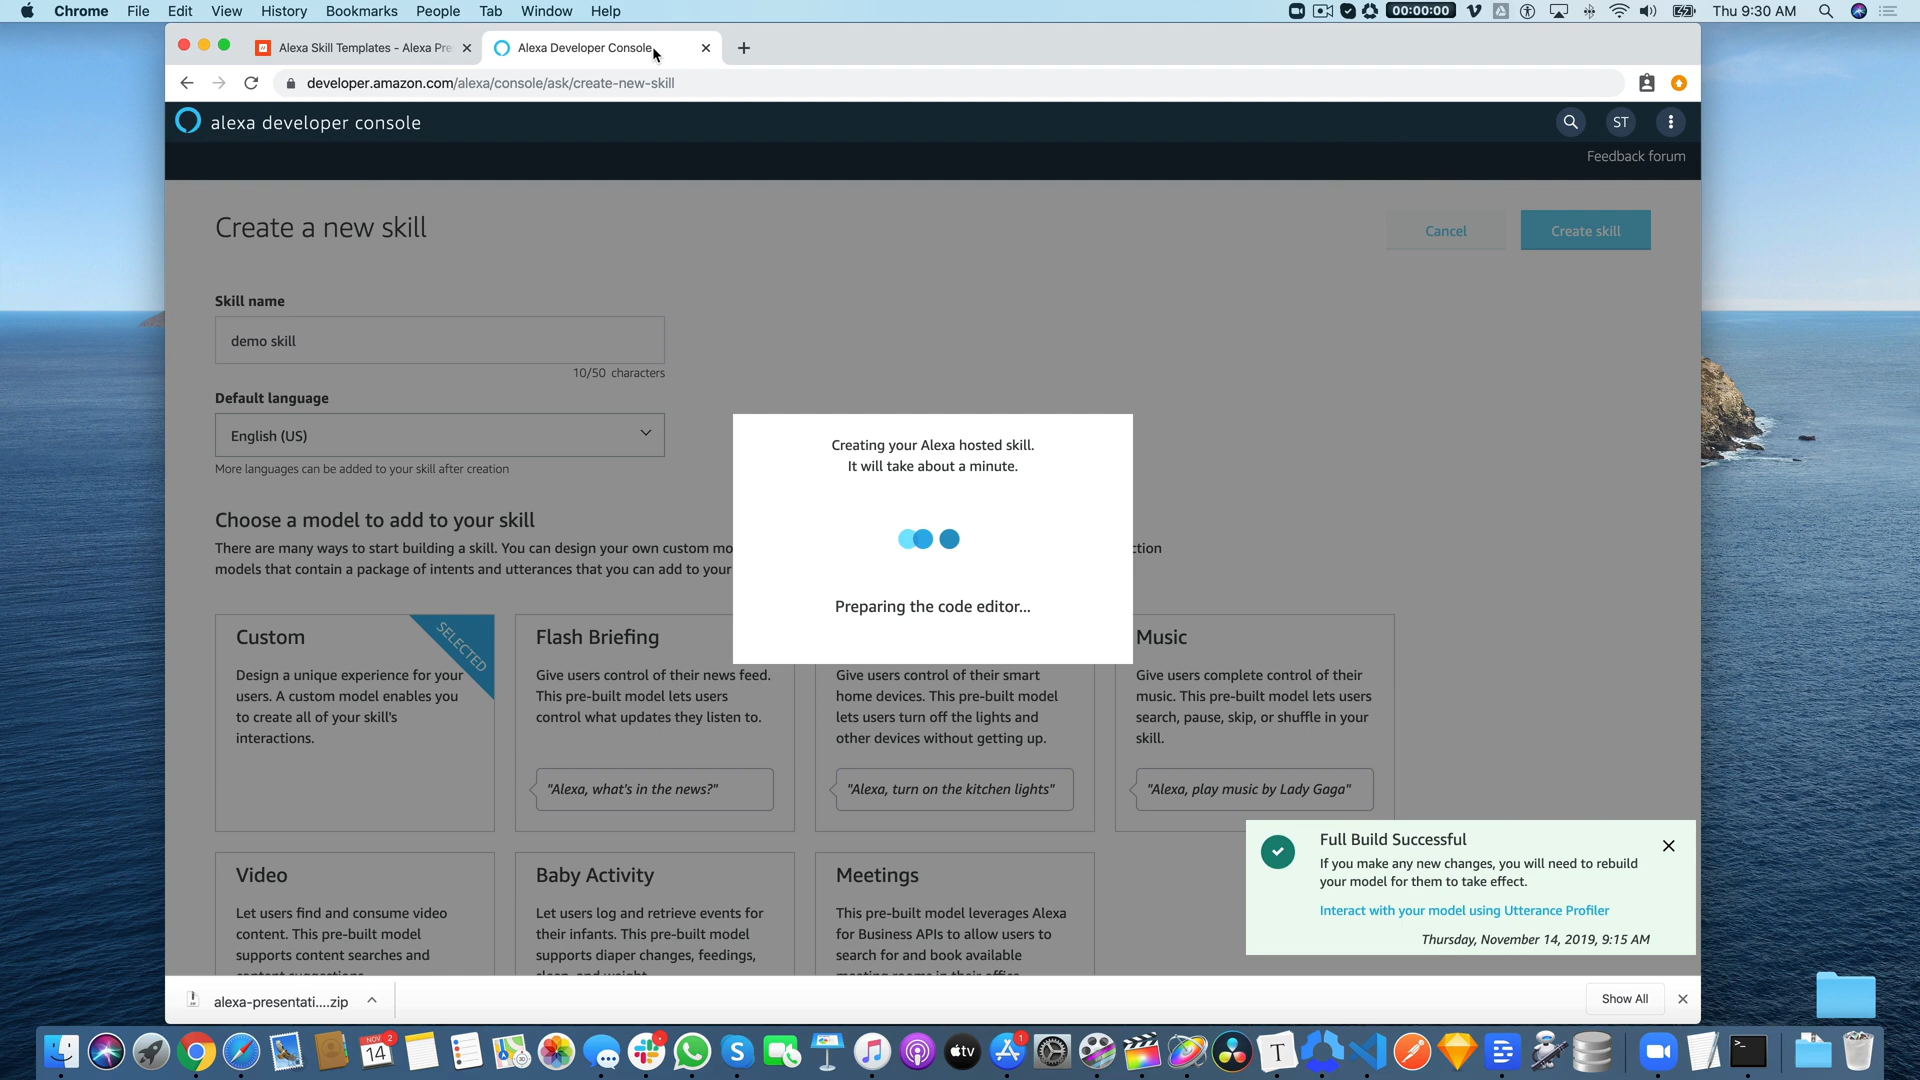 Chrome File Edit View History Bookmarks People Tab Window Help
00:00:00 Thu 9:30 AM
Alexa Skill Templates - Alexa Pre
Alexa Developer Console
developer.amazon.com/alexa/console/ask/create-new-skill
alexa developer console
ST
Feedback forum
Create a new skill
Cancel
Create skill
Skill name
demo skill
10/50 characters
Default language
English (US)
More languages can be added to your skill after creation
Choose a model to add to your skill
There are many ways to start building a skill. You can design your own custom mo
ction
models that contain a package of intents and utterances that you can add to your
Creating your Alexa hosted skill.
It will take about a minute.
Preparing the code editor...
Custom
SELECTED
Design a unique experience for your
users. A custom model enables you
to create all of your skill's
interactions.
Flash Briefing
Give users control of their news feed.
This pre-built model lets users
control what updates they listen to.
"Alexa, what's in the news?"
Give users control of their smart
home devices. This pre-built model
lets users turn off the lights and
other devices without getting up.
"Alexa, turn on the kitchen lights"
Music
Give users complete control of their
music. This pre-built model lets users
search, pause, skip, or shuffle in your
skill.
"Alexa, play music by Lady Gaga"
Video
Let users find and consume video
content. This pre-built model
supports content searches and
Baby Activity
Let users log and retrieve events for
their infants. This pre-built model
supports diaper changes, feedings,
Meetings
This pre-built model leverages Alexa
for Business APIs to allow users to
search for and book available
Full Build Successful
If you make any new changes, you will need to rebuild
your model for them to take effect.
Interact with your model using Utterance Profiler
Thursday, November 14, 2019, 9:15 AM
alexa-presentati....zip
Show All
NOV
14
2
tv
1
T